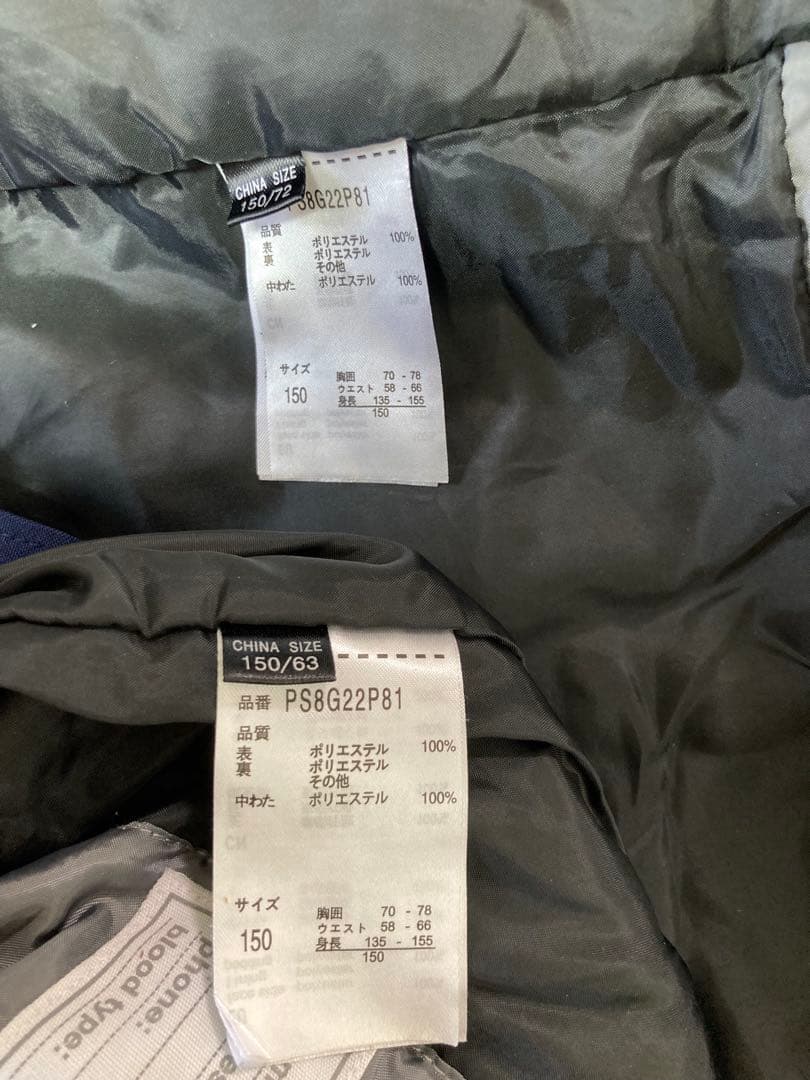 CHINA SIZE
150/72
PS8G22P81
品質
表 ポリエステル 100%
裏 ポリエステル
その他
中わた ポリエステル 100%
サイズ
150
胸囲 70 - 78
ウエスト 58 - 66
身長 135 - 155
150
CHINA SIZE
150/63
品番 PS8G22P81
品質
表 ポリエステル 100%
裏 ポリエステル
その他
中わた ポリエステル 100%
サイズ
150
胸囲 70 - 78
ウエスト 58 - 66
身長 135 - 155
150
phone:
blood type: